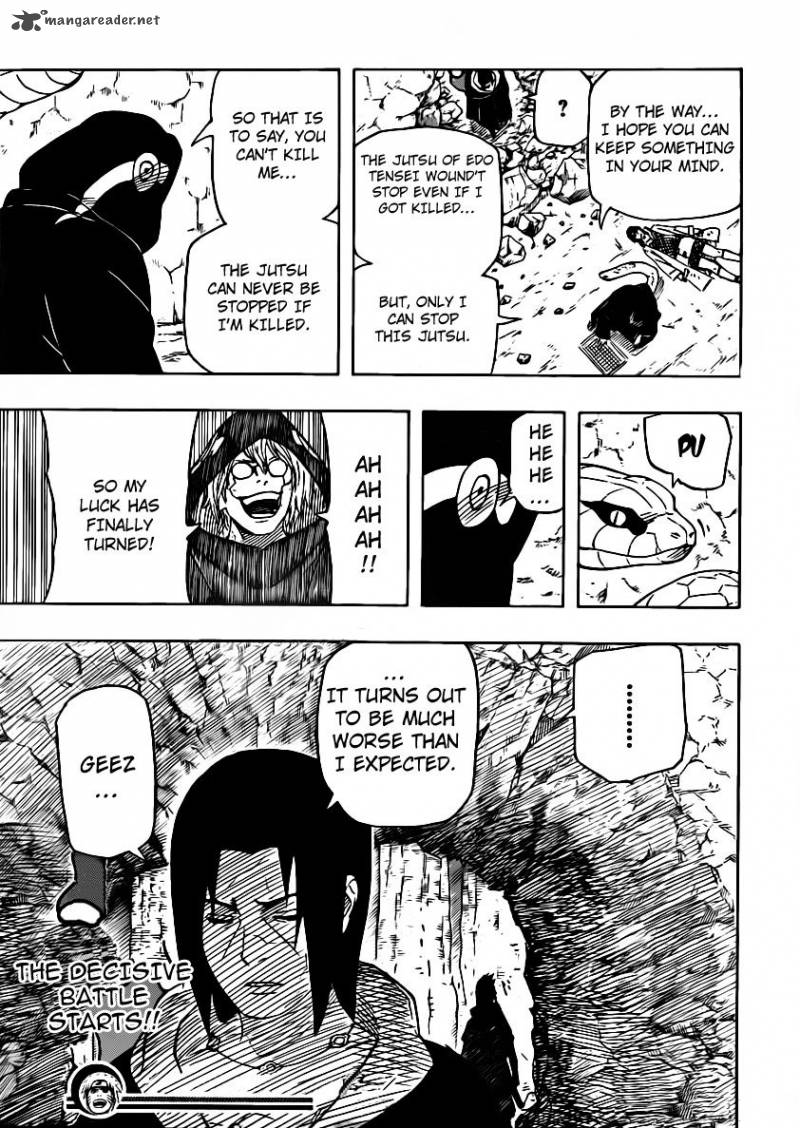 mangareader.net
BY THE WAY...
I HOPE YOU CAN
KEEP SOMETHING
IN YOUR MIND.
?
THE JUTSU OF EDO
TENSEI WOUND'T
STOP EVEN IF I
GOT KILLED...
BUT, ONLY I
CAN STOP
THIS JUTSU.
SO THAT IS
TO SAY, YOU
CAN'T KILL
ME...
THE JUTSU
CAN NEVER BE
STOPPED IF
I'M KILLED.
PU
HE
HE
HE
...
AH
AH
AH
AH
!!
SO MY
LUCK HAS
FINALLY
TURNED!
........
...
IT TURNS OUT
TO BE MUCH
WORSE THAN
I EXPECTED.
GEEZ
...
THE DECISIVE
BATTLE
STARTS!!